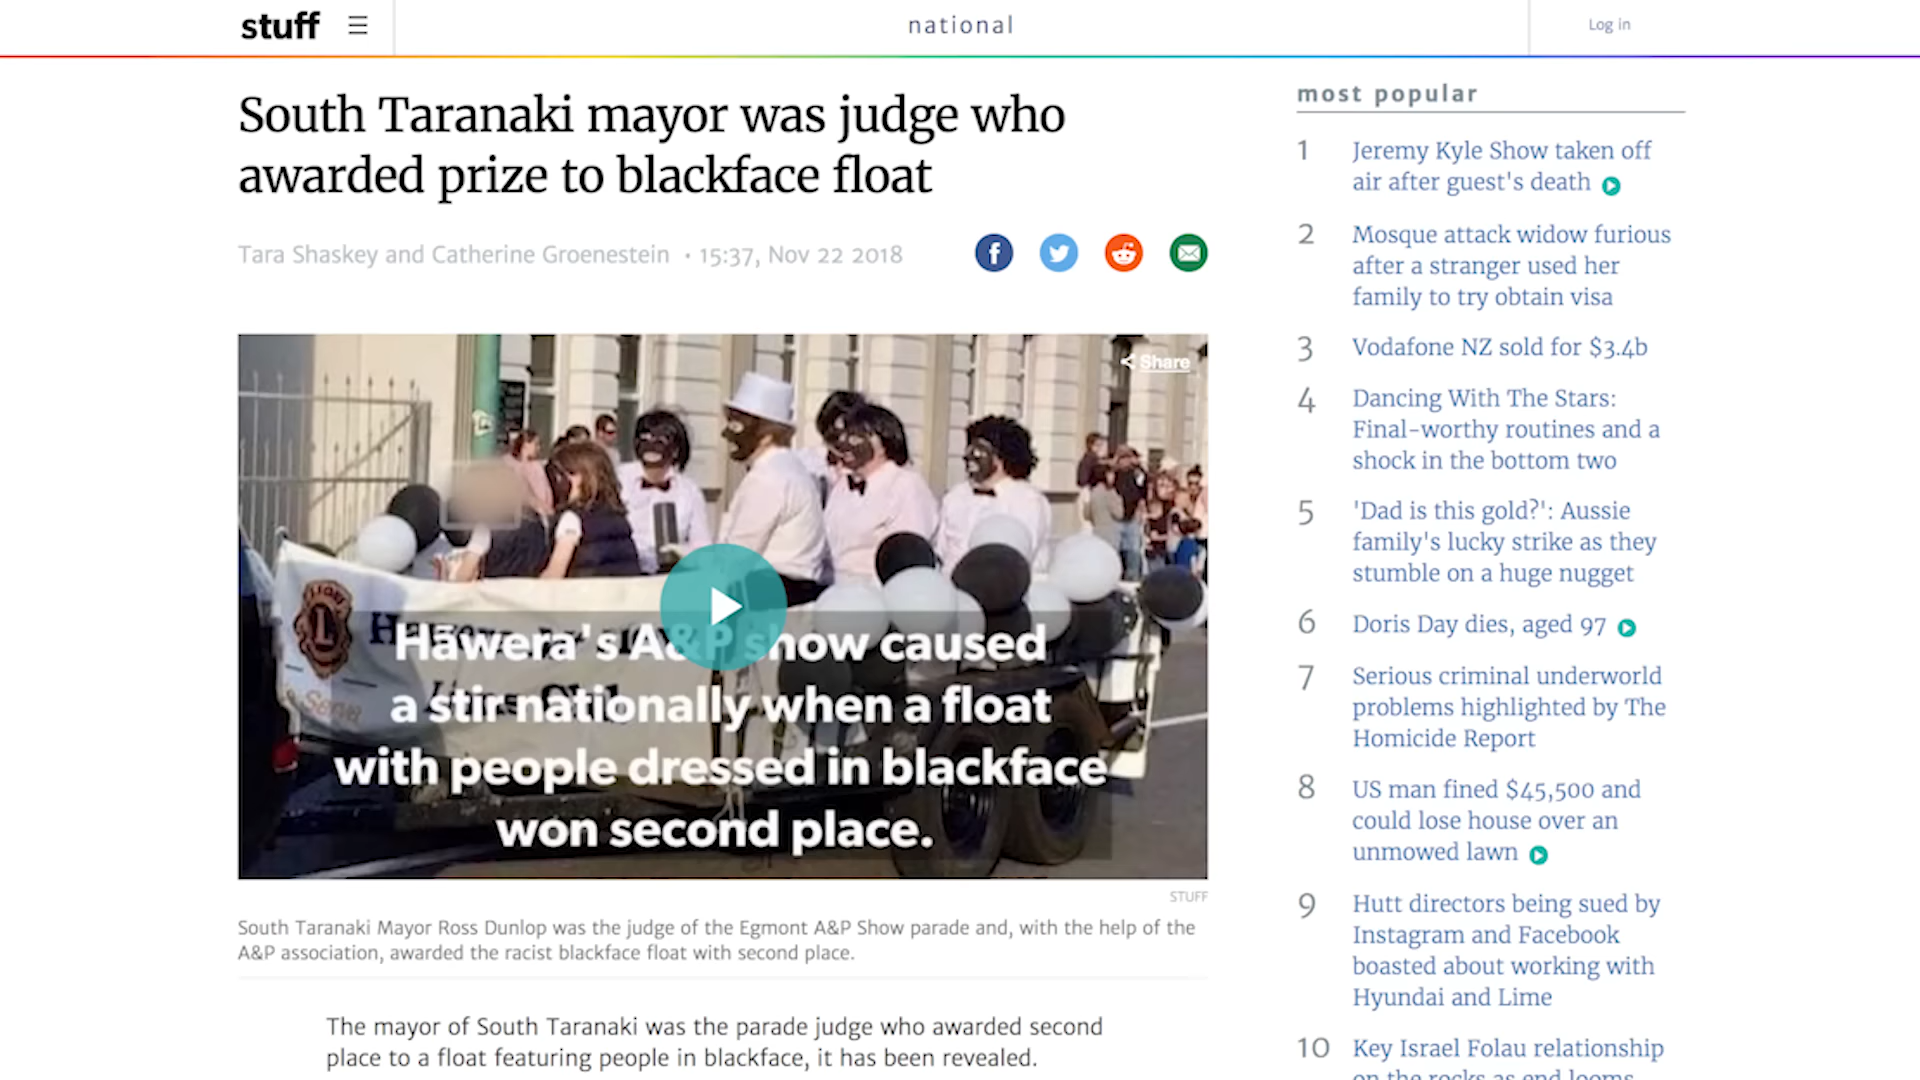 stuff
national
Log in
South Taranaki mayor was judge who
awarded prize to blackface float
Tara Shaskey and Catherine Groenestein • 15:37, Nov 22 2018
Share
L
Serve
Hāwera's A&P show caused
a stir nationally when a float
with people dressed in blackface
won second place.
STUFF
South Taranaki Mayor Ross Dunlop was the judge of the Egmont A&P Show parade and, with the help of the
A&P association, awarded the racist blackface float with second place.
The mayor of South Taranaki was the parade judge who awarded second
place to a float featuring people in blackface, it has been revealed.
most popular
1 Jeremy Kyle Show taken off
air after guest's death
2 Mosque attack widow furious
after a stranger used her
family to try obtain visa
3 Vodafone NZ sold for $3.4b
4 Dancing With The Stars:
Final-worthy routines and a
shock in the bottom two
5 'Dad is this gold?': Aussie
family's lucky strike as they
stumble on a huge nugget
6 Doris Day dies, aged 97
7 Serious criminal underworld
problems highlighted by The
Homicide Report
8 US man fined $45,500 and
could lose house over an
unmowed lawn
9 Hutt directors being sued by
Instagram and Facebook
boasted about working with
Hyundai and Lime
10 Key Israel Folau relationship
on the rocks as end looms